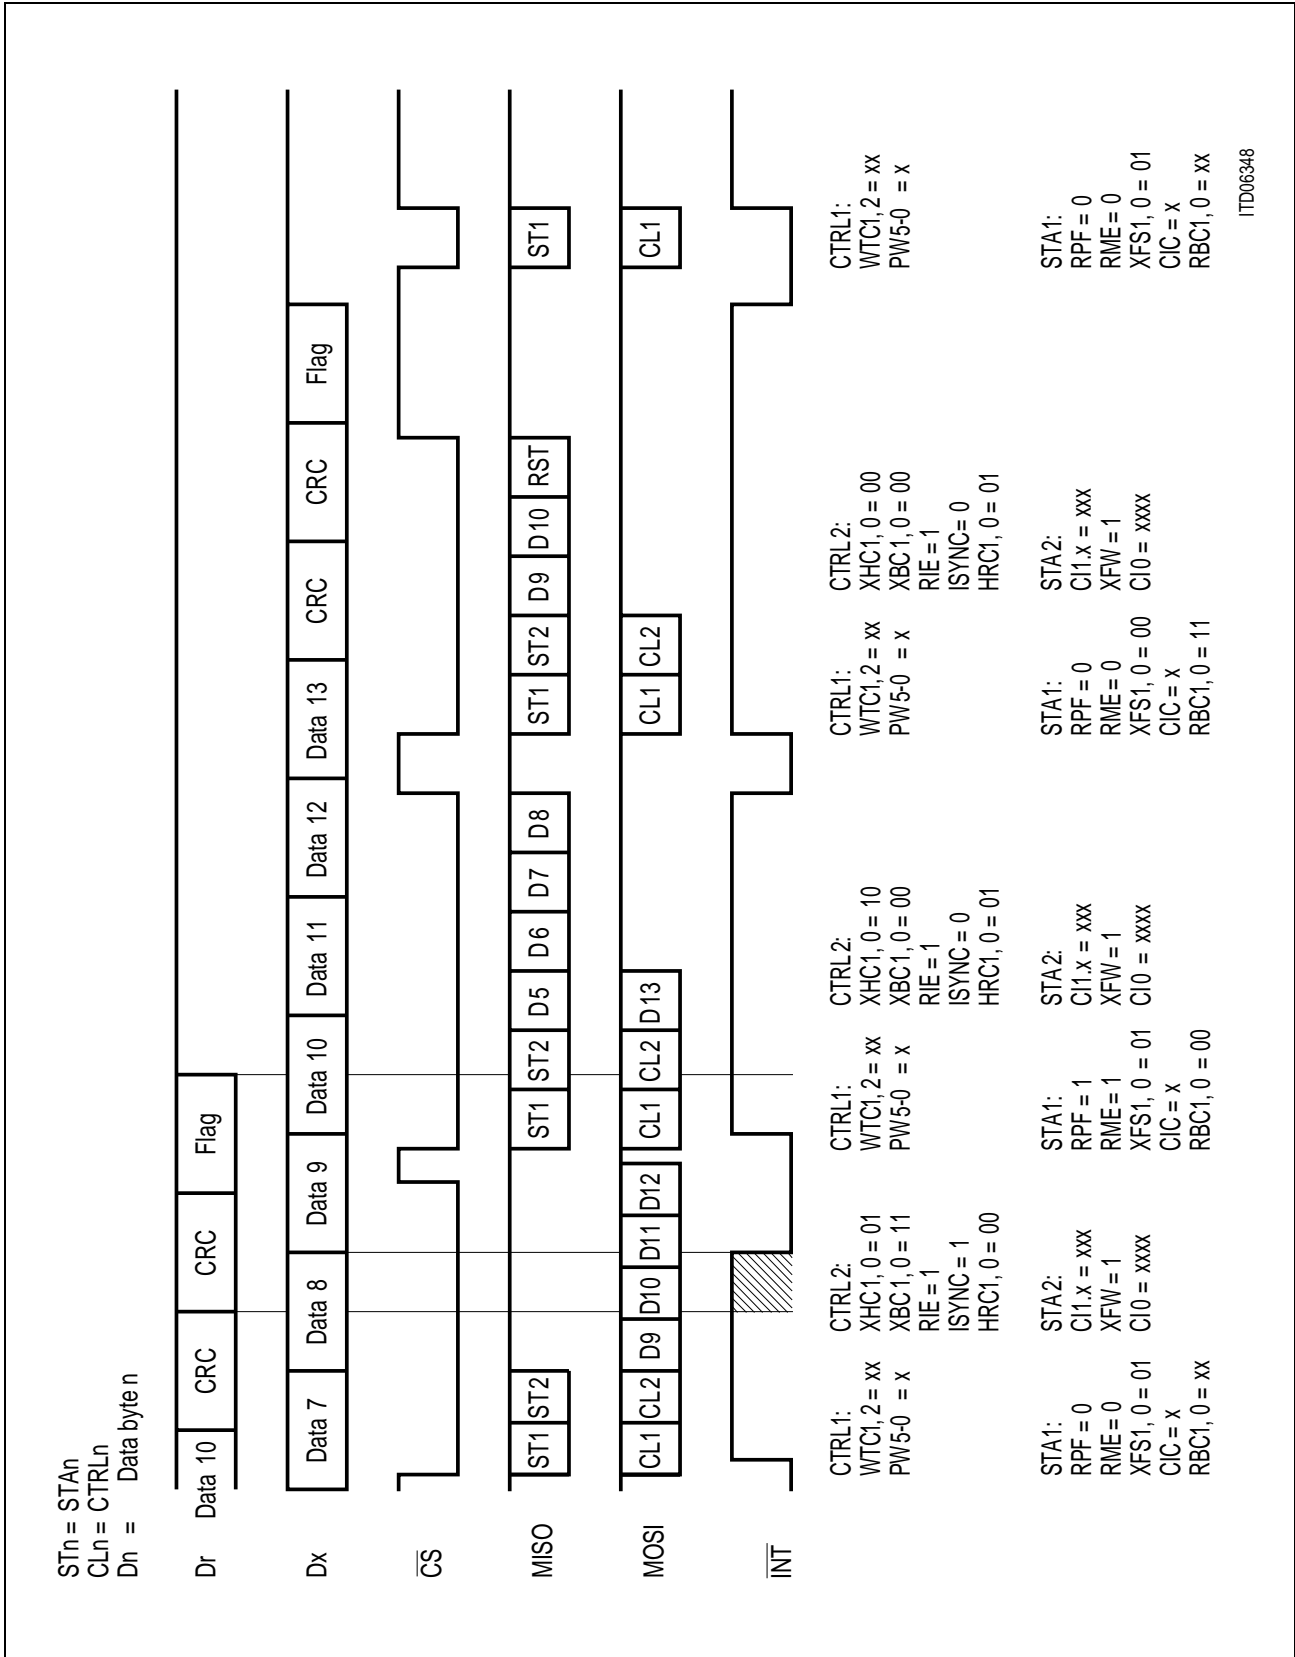 STn = STAn
CLn = CTRLn
Dn = Data byte n
Dr Data 10 CRC CRC Flag
Dx Data 7 Data 8 Data 9 Data 10 Data 11 Data 12 Data 13 CRC CRC Flag
CS
MISO ST1 ST2 ST1 ST2 D5 D6 D7 D8 ST1 ST2 D9 D10 RST ST1
MOSI CL1 CL2 D9 D10 D11 D12 CL1 CL2 D13 CL1 CL2 CL1
INT
CTRL1:
WTC1, 2 = xx
PW5-0 = x
CTRL2:
XHC1, 0 = 01
XBC1, 0 = 11
RIE = 1
ISYNC = 1
HRC1, 0 = 00
CTRL1:
WTC1, 2 = xx
PW5-0 = x
CTRL2:
XHC1, 0 = 10
XBC1, 0 = 00
RIE = 1
ISYNC = 0
HRC1, 0 = 01
CTRL1:
WTC1, 2 = xx
PW5-0 = x
CTRL2:
XHC1, 0 = 00
XBC1, 0 = 00
RIE = 1
ISYNC = 0
HRC1, 0 = 01
CTRL1:
WTC1, 2 = xx
PW5-0 = x
STA1:
RPF = 0
RME = 0
XFS1, 0 = 01
CIC = x
RBC1, 0 = xx
STA2:
CI1.x = xxx
XFW = 1
CI0 = xxxx
STA1:
RPF = 1
RME = 1
XFS1, 0 = 01
CIC = x
RBC1, 0 = 00
STA2:
CI1.x = xxx
XFW = 1
CI0 = xxxx
STA1:
RPF = 0
RME = 0
XFS1, 0 = 00
CIC = x
RBC1, 0 = 11
STA2:
CI1.x = xxx
XFW = 1
CI0 = xxxx
STA1:
RPF = 0
RME = 0
XFS1, 0 = 01
CIC = x
RBC1, 0 = xx
ITD06348